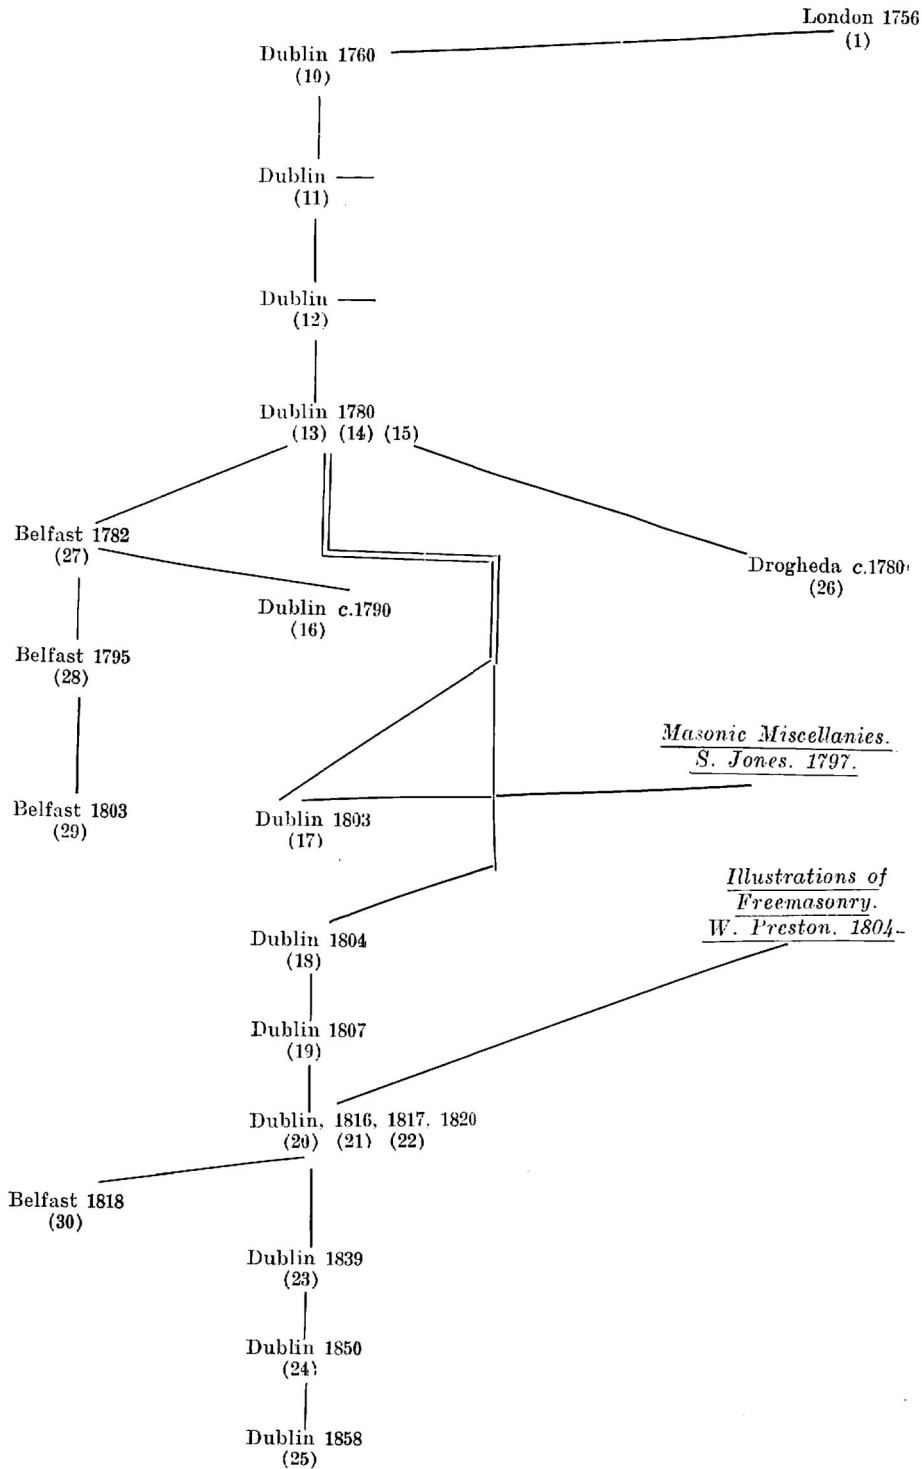 London 1756
(1)
Dublin 1760
(10)
Dublin —
(11)
Dublin —
(12)
Dublin 1780
(13) (14) (15)
Belfast 1782
(27)
Drogheda c.1780
(26)
Dublin c.1790
(16)
Belfast 1795
(28)
Masonic Miscellanies.
S. Jones. 1797.
Belfast 1803
(29)
Dublin 1803
(17)
Illustrations of
Freemasonry.
W. Preston. 1804.
Dublin 1804
(18)
Dublin 1807
(19)
Dublin, 1816, 1817, 1820
(20) (21) (22)
Belfast 1818
(30)
Dublin 1839
(23)
Dublin 1850
(24)
Dublin 1858
(25)